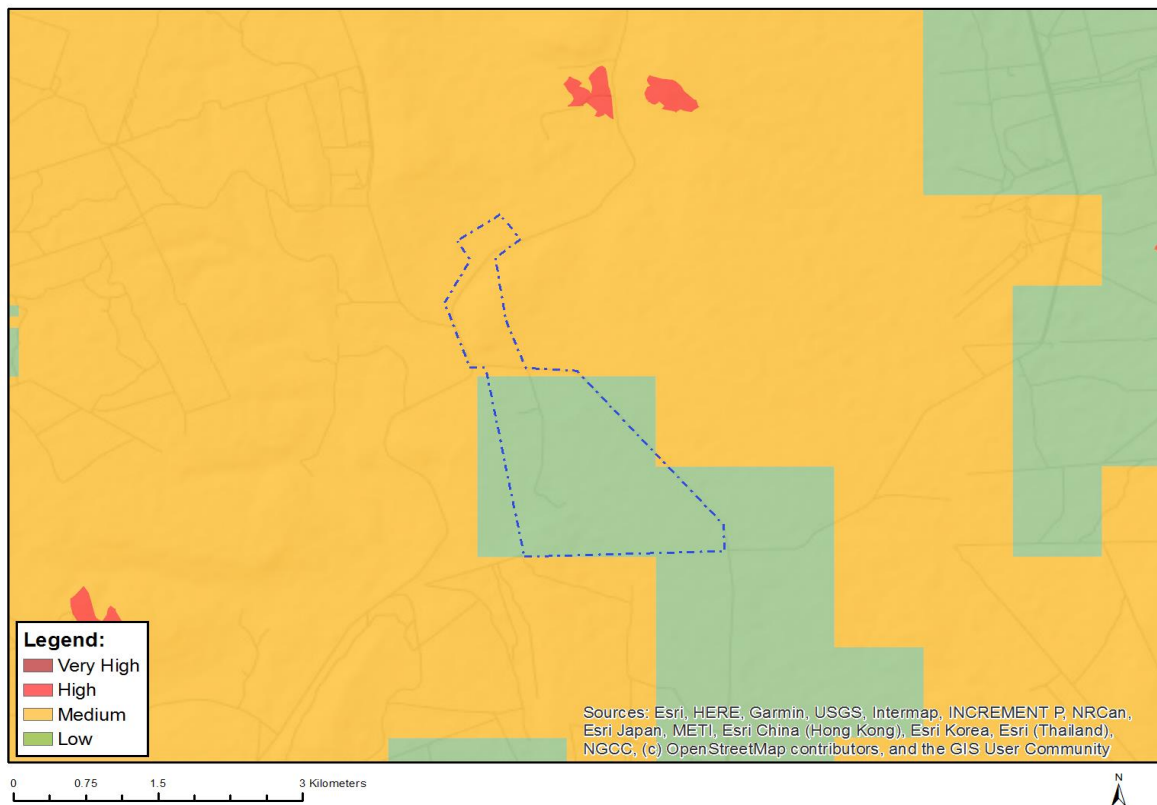 Legend:
Very High
High
Medium
Low
Sources: Esri, HERE, Garmin, USGS, Intermap, INCREMENT P, NRCan,
Esri Japan, METI, Esri China (Hong Kong), Esri Korea, Esri (Thailand),
NGCC, (c) OpenStreetMap contributors, and the GIS User Community
0 0.75 1.5 3 Kilometers
N